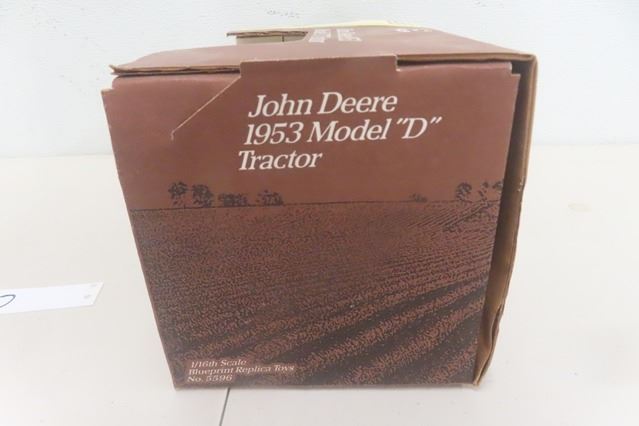 John Deere
1953 Model "D"
Tractor
1/16th Scale
Blueprint Replica Toys
No. 5596